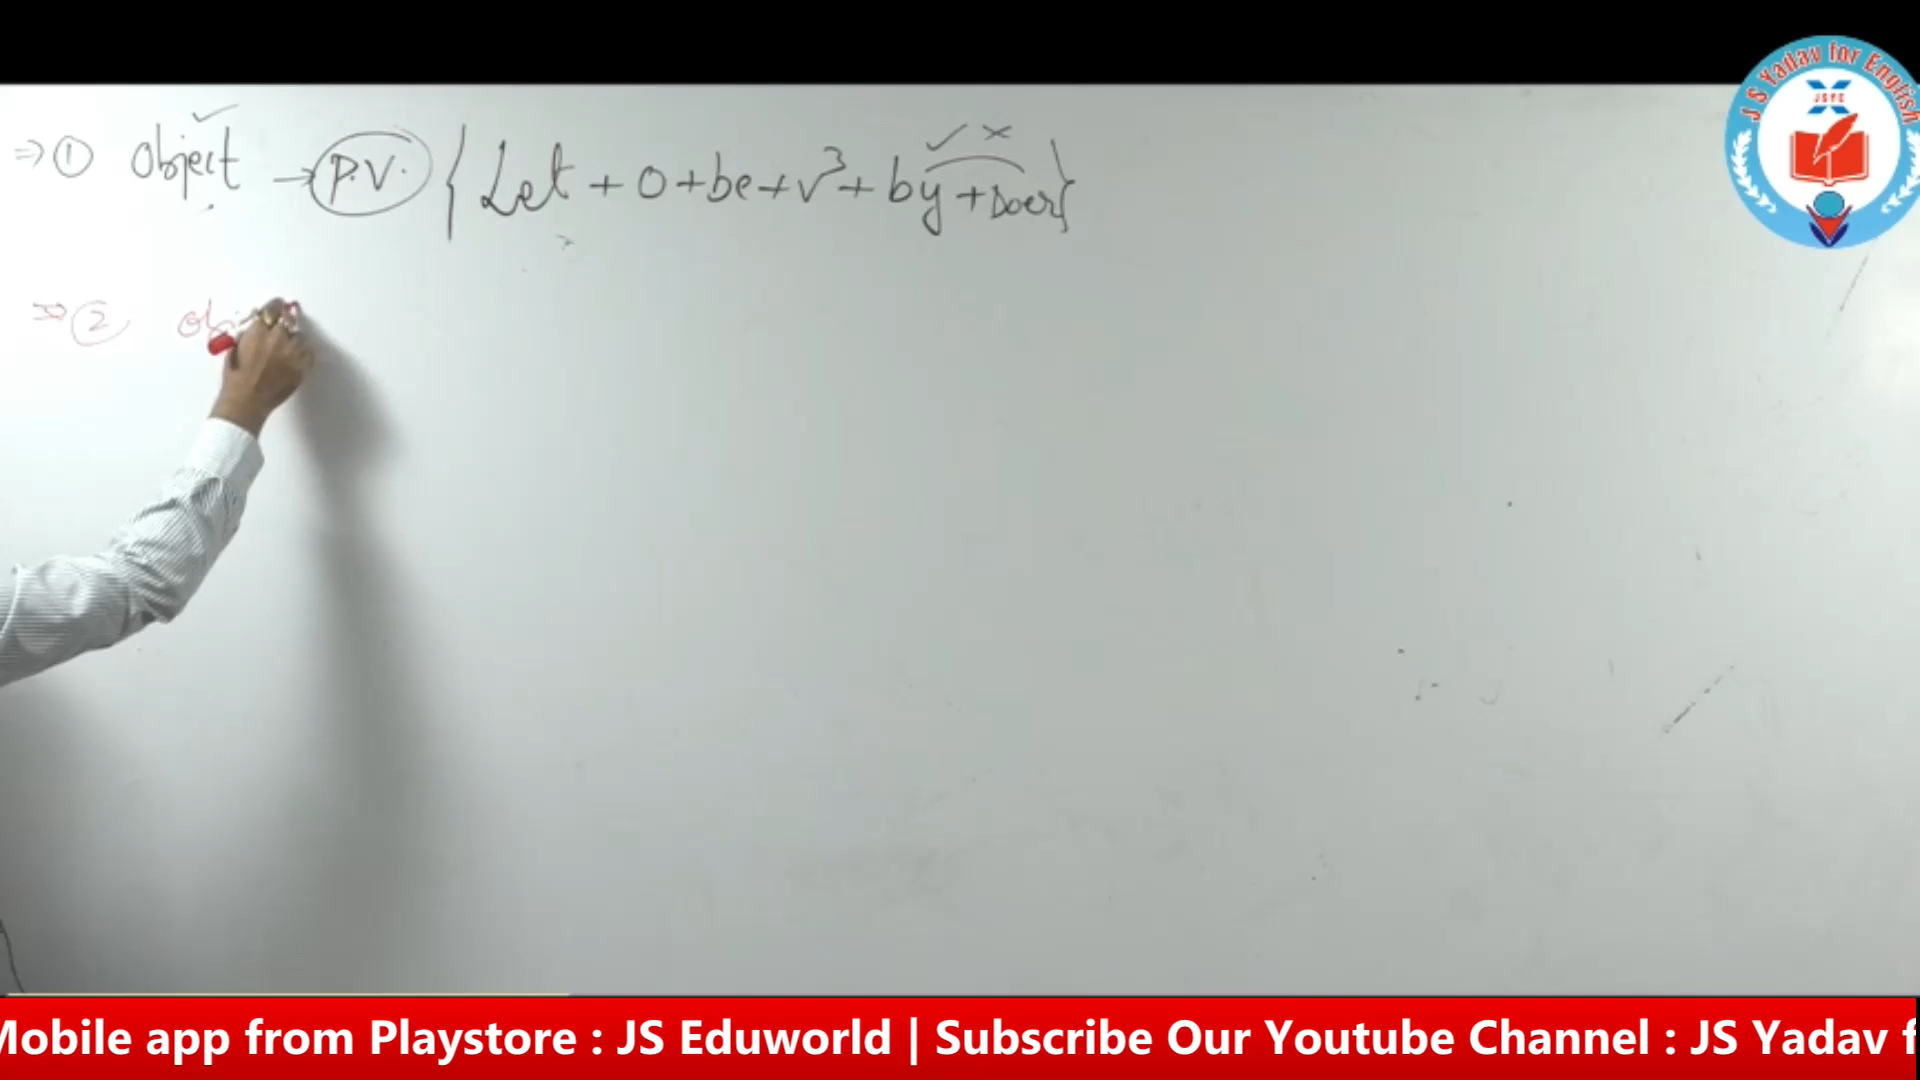 ⇒ ① Object → P.V. { Let + O + be + V³ + by + Doer }
⇒ ②
J S Yadav for English
JSYE
Mobile app from Playstore : JS Eduworld | Subscribe Our Youtube Channel : JS Yadav f